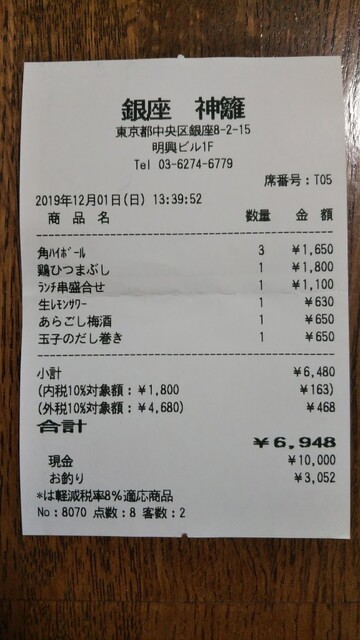 銀座 神籬
東京都中央区銀座8-2-15
明興ビル1F
Tel 03-6274-6779
席番号:T05
2019年12月01日(日) 13:39:52
商 品 名 数量 金 額
角ﾊｲﾎﾞｰﾙ 3 ¥1,650
鶏ひつまぶし 1 ¥1,800
ﾗﾝﾁ串盛合せ 1 ¥1,100
生ﾚﾓﾝｻﾜｰ 1 ¥630
あらごし梅酒 1 ¥650
玉子のだし巻き 1 ¥650
小計 ¥6,480
(内税10%対象額:¥1,800 ¥163)
(外税10%対象額:¥4,680) ¥468
合計
¥6,948
現金 ¥10,000
お釣り ¥3,052
*は軽減税率8%適応商品
No:8070 点数:8 客数:2